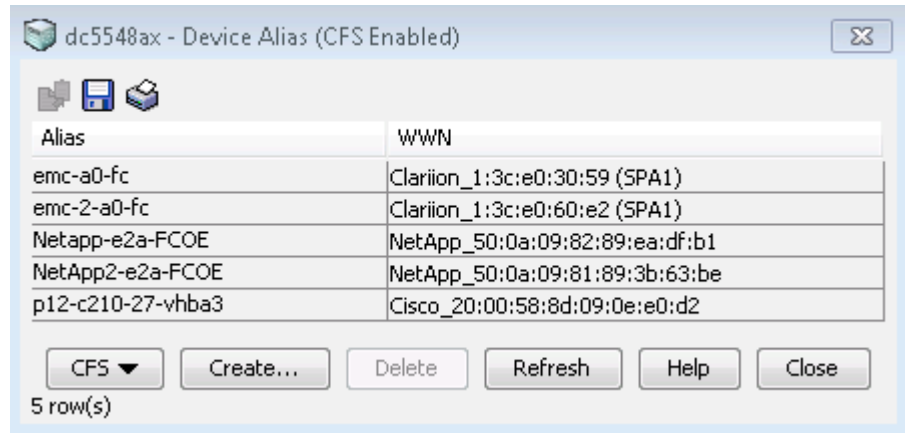 dc5548ax - Device Alias (CFS Enabled)
Alias WWN
emc-a0-fc Clariion_1:3c:e0:30:59 (SPA1)
emc-2-a0-fc Clariion_1:3c:e0:60:e2 (SPA1)
Netapp-e2a-FCOE NetApp_50:0a:09:82:89:ea:df:b1
NetApp2-e2a-FCOE NetApp_50:0a:09:81:89:3b:63:be
p12-c210-27-vhba3 Cisco_20:00:58:8d:09:0e:e0:d2
CFS Create... Delete Refresh Help Close
5 row(s)